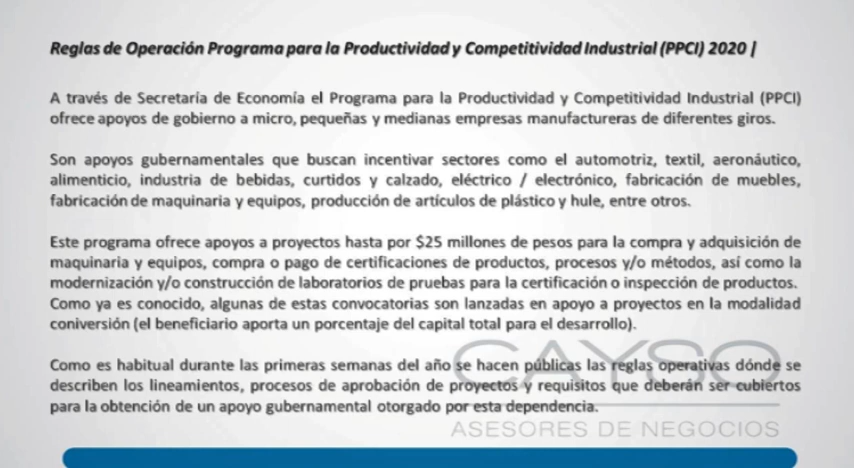 Reglas de Operación Programa para la Productividad y Competitividad Industrial (PPCI) 2020 |
A través de Secretaría de Economía el Programa para la Productividad y Competitividad Industrial (PPCI)
ofrece apoyos de gobierno a micro, pequeñas y medianas empresas manufactureras de diferentes giros.
Son apoyos gubernamentales que buscan incentivar sectores como el automotriz, textil, aeronáutico,
alimenticio, industria de bebidas, curtidos y calzado, eléctrico / electrónico, fabricación de muebles,
fabricación de maquinaria y equipos, producción de artículos de plástico y hule, entre otros.
Este programa ofrece apoyos a proyectos hasta por $25 millones de pesos para la compra y adquisición de
maquinaria y equipos, compra o pago de certificaciones de productos, procesos y/o métodos, así como la
modernización y/o construcción de laboratorios de pruebas para la certificación o inspección de productos.
Como ya es conocido, algunas de estas convocatorias son lanzadas en apoyo a proyectos en la modalidad
coniversión (el beneficiario aporta un porcentaje del capital total para el desarrollo).
Como es habitual durante las primeras semanas del año se hacen públicas las reglas operativas dónde se
describen los lineamientos, procesos de aprobación de proyectos y requisitos que deberán ser cubiertos
para la obtención de un apoyo gubernamental otorgado por esta dependencia.
CAYSO
ASESORES DE NEGOCIOS